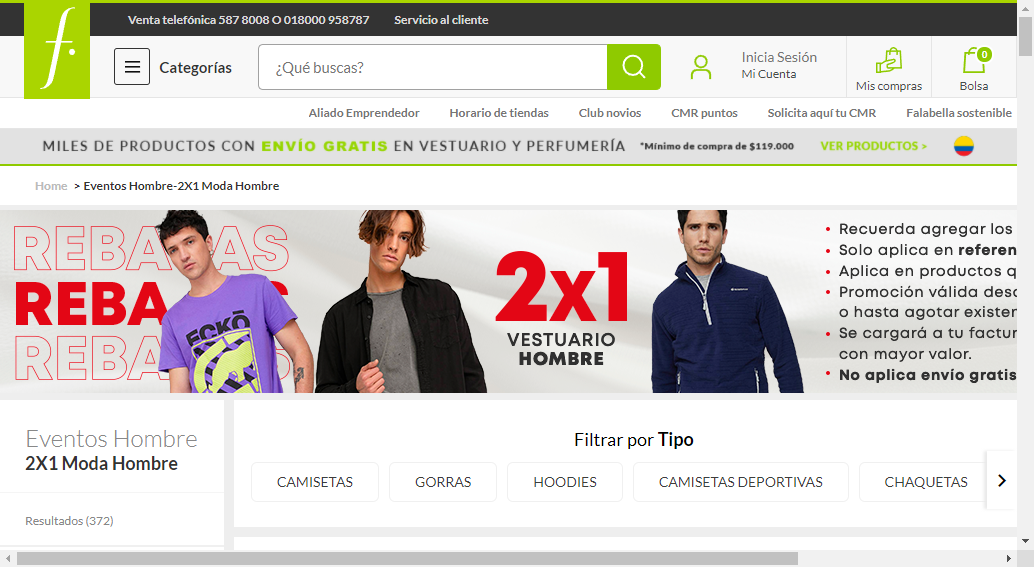 Venta telefónica 587 8008 O 018000 958787 Servicio al cliente
f.
Categorías
¿Qué buscas?
Inicia Sesión
Mi Cuenta
Mis compras
0
Bolsa
Aliado Emprendedor Horario de tiendas Club novios CMR puntos Solicita aquí tu CMR Falabella sostenible
MILES DE PRODUCTOS CON ENVÍO GRATIS EN VESTUARIO Y PERFUMERÍA *Mínimo de compra de $119.000 VER PRODUCTOS >
Home > Eventos Hombre-2X1 Moda Hombre
REBAJAS
REBA S
REBA S
ECKŌ
2x1
VESTUARIO
HOMBRE
• Recuerda agregar los
• Solo aplica en referen
• Aplica en productos q
• Promoción válida desd
o hasta agotar existen
• Se cargará a tu factur
con mayor valor.
• No aplica envío gratis
Eventos Hombre
2X1 Moda Hombre
Resultados (372)
Filtrar por Tipo
CAMISETAS GORRAS HOODIES CAMISETAS DEPORTIVAS CHAQUETAS